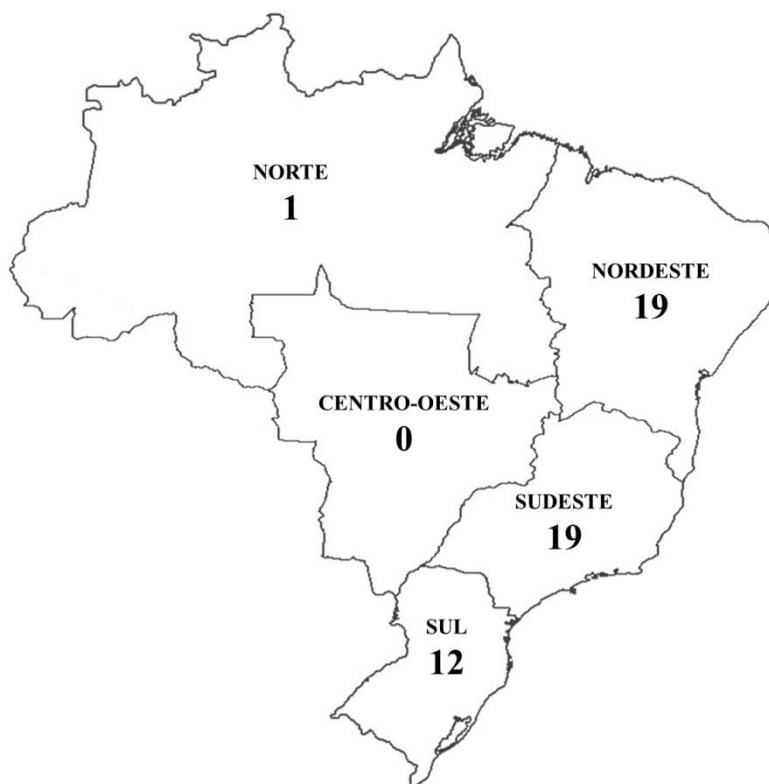 NORTE
1
NORDESTE
19
CENTRO-OESTE
0
SUDESTE
19
SUL
12